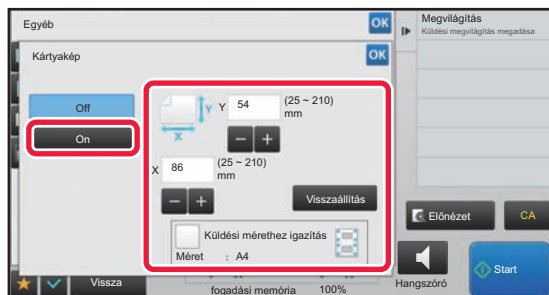 Egyéb
OK
Megvilágítás
Küldési megvilágítás megadása
Kártyakép
OK
Off
On
Y
X
Y
54
(25 ~ 210)
mm
X
86
(25 ~ 210)
mm
Visszaállítás
Küldési mérethez igazítás
Méret : A4
Előnézet
CA
Hangszóró
Start
Vissza
fogadási memória 100%